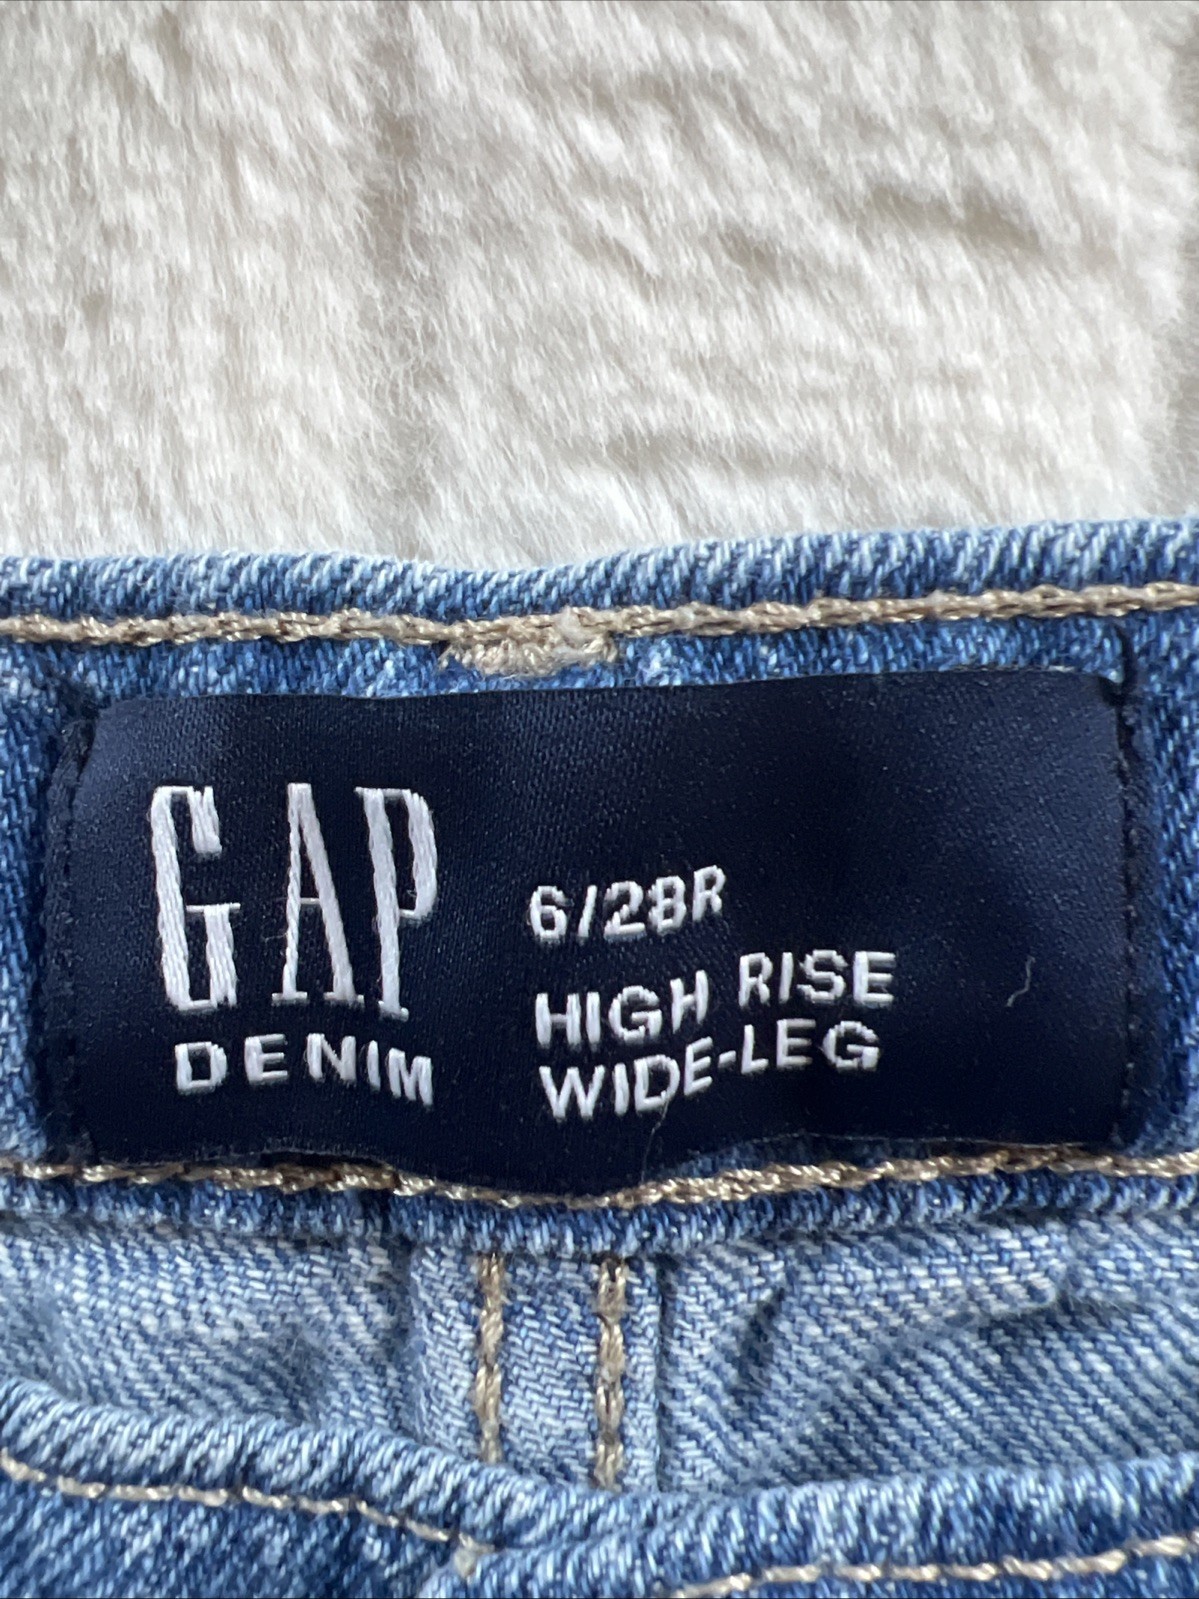 GAP
DENIM
6/28R
HIGH RISE
WIDE-LEG